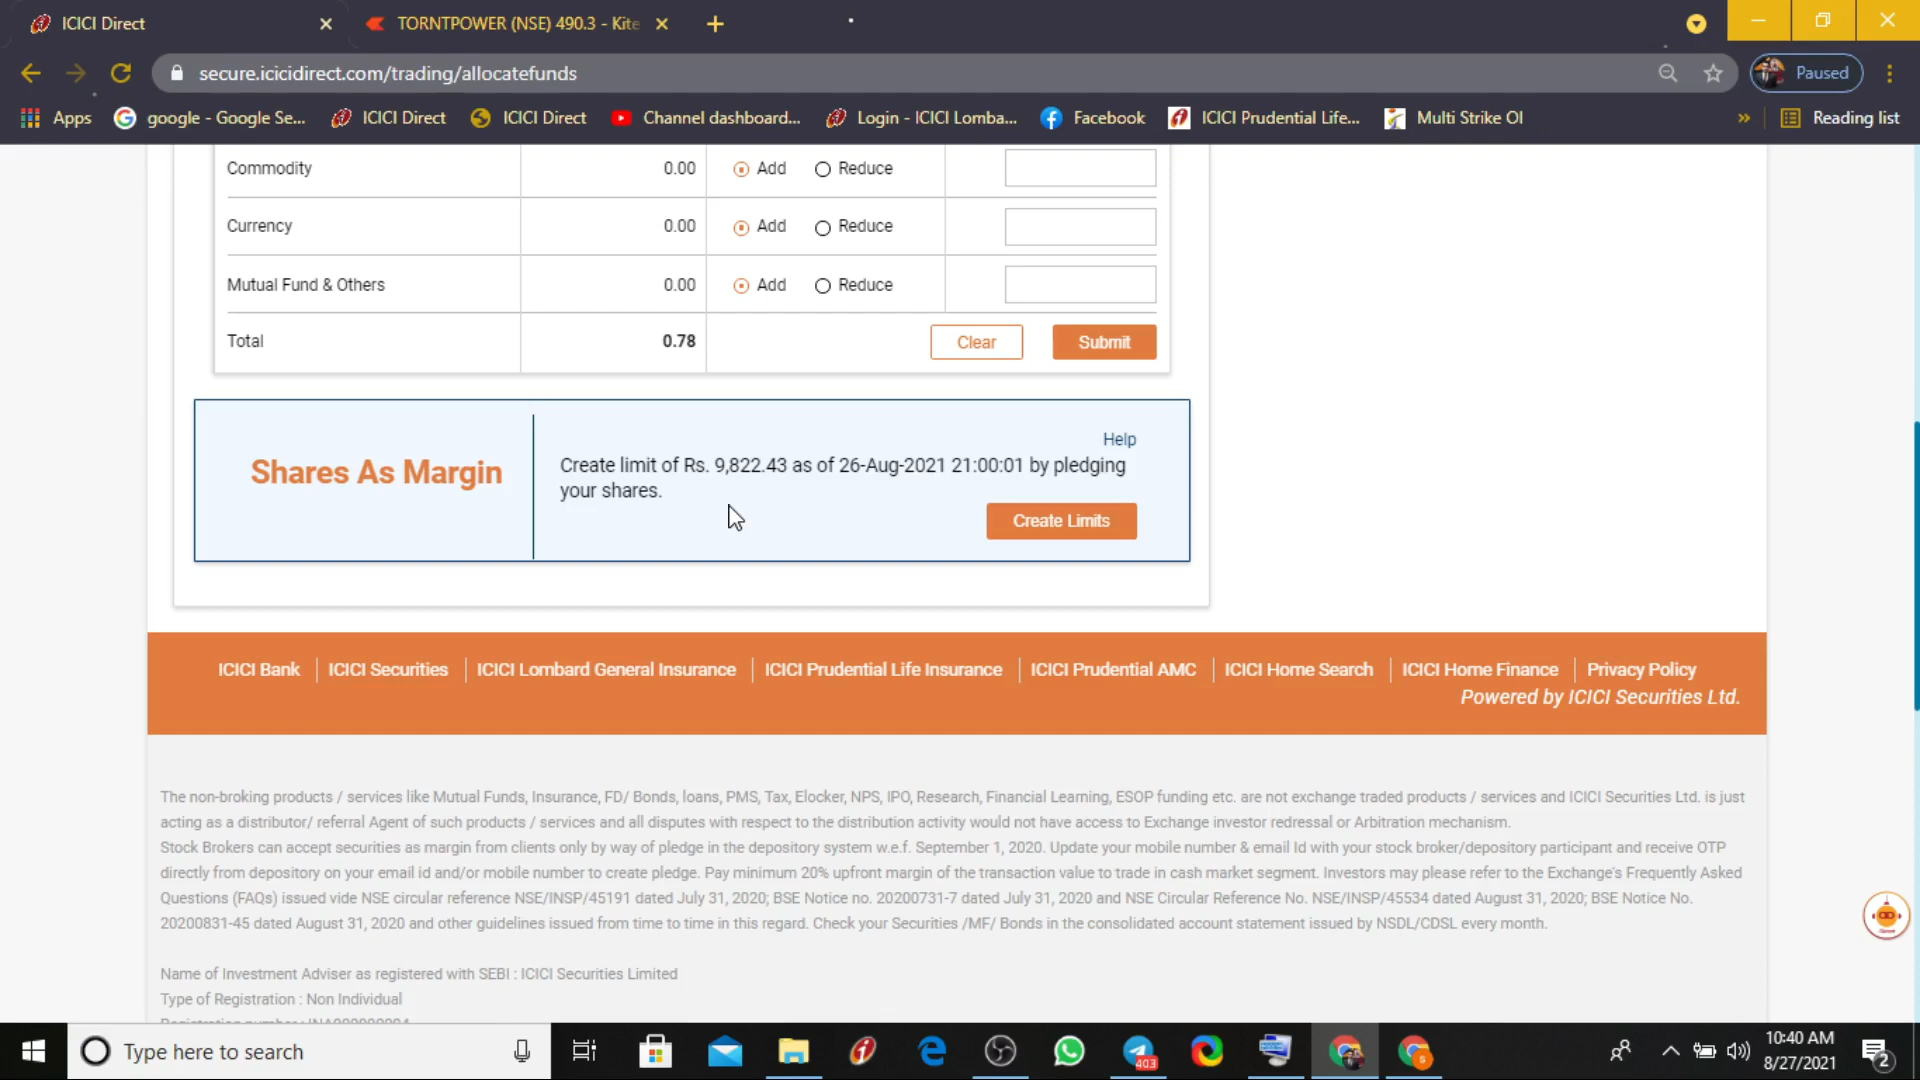 ICICI Direct
TORNTPOWER (NSE) 490.3 - Kite
secure.icicidirect.com/trading/allocatefunds
Paused
Apps
google - Google Se...
ICICI Direct
ICICI Direct
Channel dashboard...
Login - ICICI Lomba...
Facebook
ICICI Prudential Life...
Multi Strike OI
»
Reading list
Commodity 0.00 Add Reduce
Currency 0.00 Add Reduce
Mutual Fund & Others 0.00 Add Reduce
Total 0.78 Clear Submit
Help
Shares As Margin
Create limit of Rs. 9,822.43 as of 26-Aug-2021 21:00:01 by pledging
your shares.
Create Limits
ICICI Bank | ICICI Securities | ICICI Lombard General Insurance | ICICI Prudential Life Insurance | ICICI Prudential AMC | ICICI Home Search | ICICI Home Finance | Privacy Policy
Powered by ICICI Securities Ltd.
The non-broking products / services like Mutual Funds, Insurance, FD/ Bonds, loans, PMS, Tax, Elocker, NPS, IPO, Research, Financial Learning, ESOP funding etc. are not exchange traded products / services and ICICI Securities Ltd. is just
acting as a distributor/ referral Agent of such products / services and all disputes with respect to the distribution activity would not have access to Exchange investor redressal or Arbitration mechanism.
Stock Brokers can accept securities as margin from clients only by way of pledge in the depository system w.e.f. September 1, 2020. Update your mobile number & email Id with your stock broker/depository participant and receive OTP
directly from depository on your email id and/or mobile number to create pledge. Pay minimum 20% upfront margin of the transaction value to trade in cash market segment. Investors may please refer to the Exchange's Frequently Asked
Questions (FAQs) issued vide NSE circular reference NSE/INSP/45191 dated July 31, 2020; BSE Notice no. 20200731-7 dated July 31, 2020 and NSE Circular Reference No. NSE/INSP/45534 dated August 31, 2020; BSE Notice No.
20200831-45 dated August 31, 2020 and other guidelines issued from time to time in this regard. Check your Securities /MF/ Bonds in the consolidated account statement issued by NSDL/CDSL every month.
Name of Investment Adviser as registered with SEBI : ICICI Securities Limited
Type of Registration : Non Individual
Type here to search
403
10:40 AM
8/27/2021
2